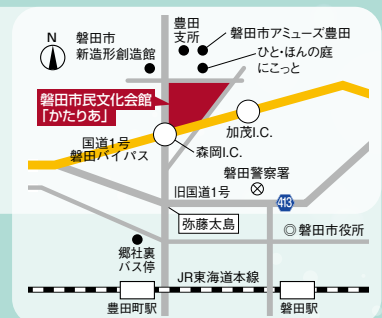 N
豊田
支所
磐田市アミューズ豊田
ひと・ほんの庭
にこっと
磐田市
新造形創造館
磐田市民文化会館
「かたりあ」
加茂I.C.
国道1号
磐田バイパス
森岡I.C.
磐田警察署
旧国道1号
413
弥藤太島
◎磐田市役所
郷社裏
バス停
JR東海道本線
豊田町駅
磐田駅